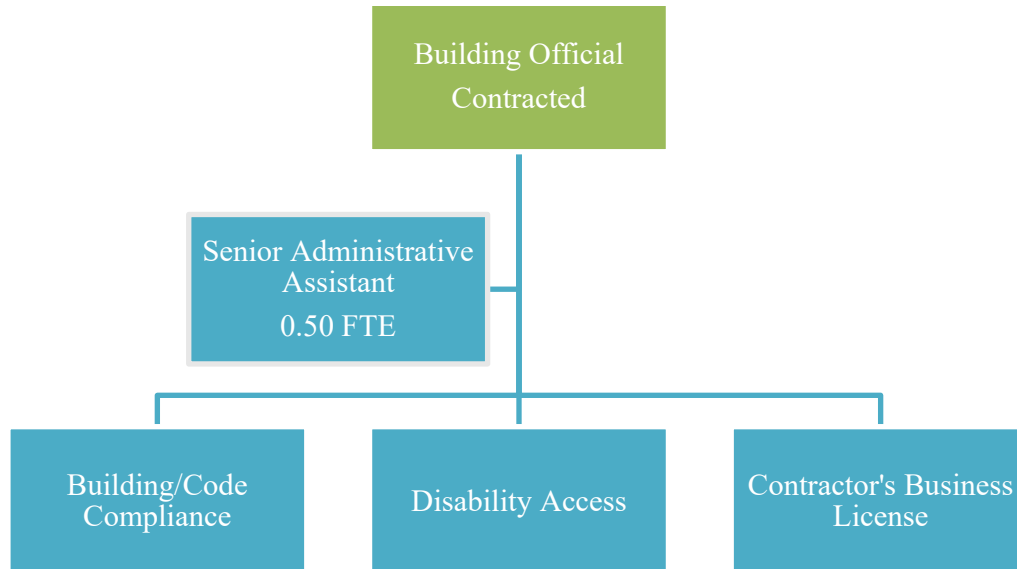 Building Official
Contracted
Senior Administrative
Assistant
0.50 FTE
Building/Code
Compliance
Disability Access
Contractor's Business
License